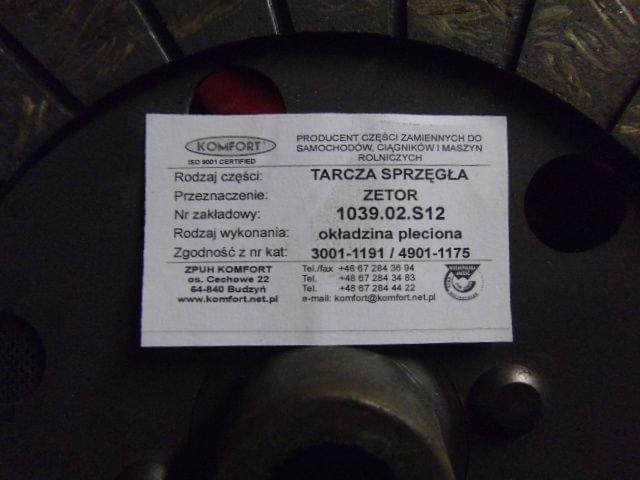 KOMFORT
ISO 9001 CERTIFIED
PRODUCENT CZĘŚCI ZAMIENNYCH DO
SAMOCHODÓW, CIĄGNIKÓW I MASZYN
ROLNICZYCH
Rodzaj części: TARCZA SPRZĘGŁA
Przeznaczenie: ZETOR
Nr zakładowy: 1039.02.S12
Rodzaj wykonania: okładzina pleciona
Zgodność z nr kat: 3001-1191 / 4901-1175
ZPUH KOMFORT
os. Cechowe 22
64-840 Budzyń
www.komfort.net.pl
Tel./fax +48 67 284 36 94
Tel. +48 67 284 34 83
Tel. +48 67 284 44 22
e-mail: komfort@komfort.net.pl